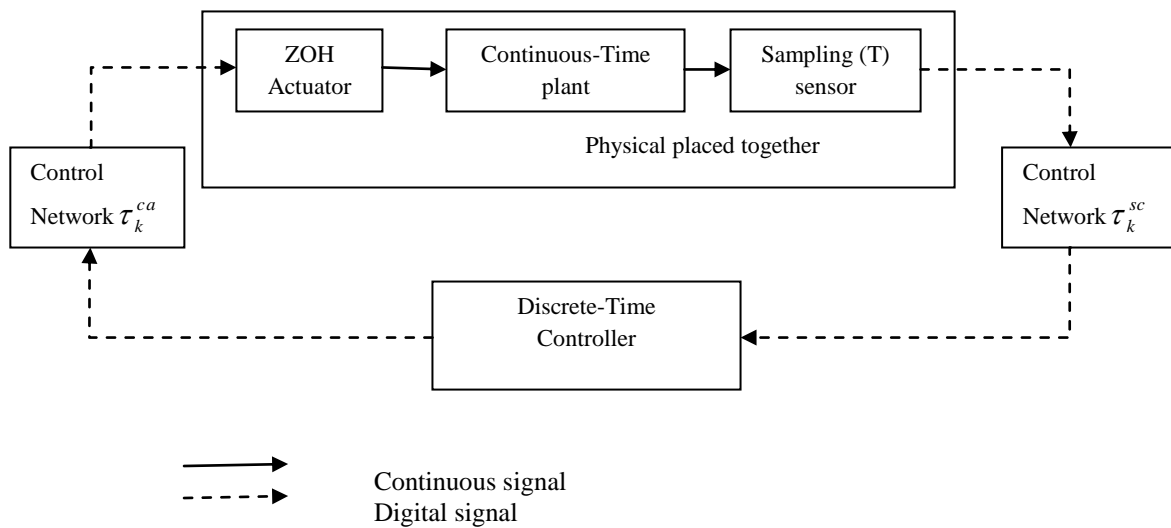 ZOH
Actuator
Continuous-Time
plant
Sampling (T)
sensor
Physical placed together
Control
Network τ_k^{ca}
Control
Network τ_k^{sc}
Discrete-Time
Controller
Continuous signal
Digital signal